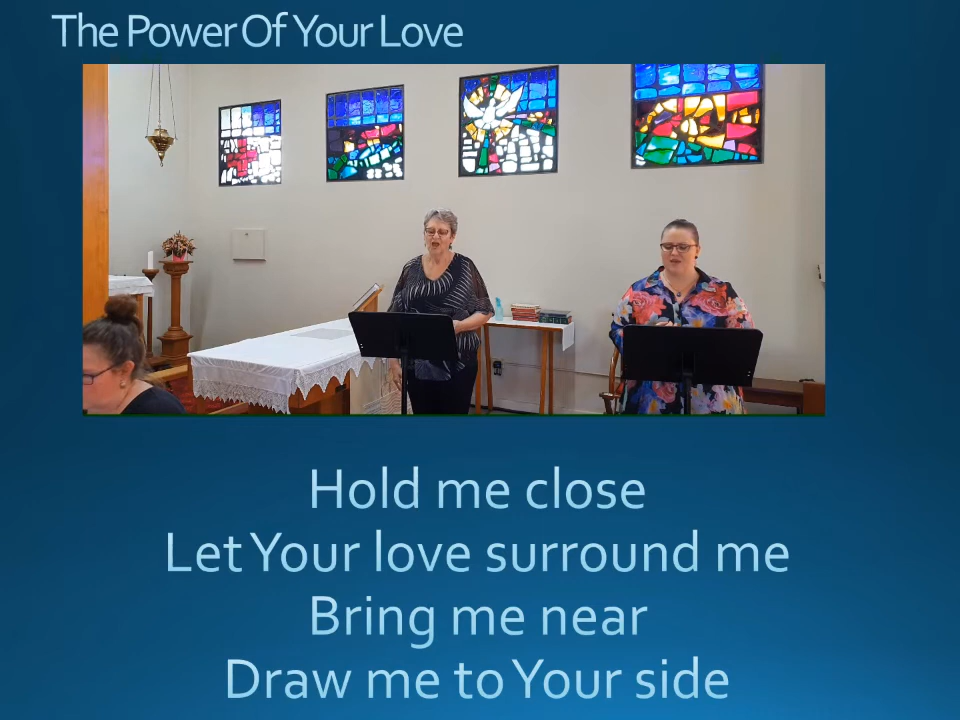 The Power Of Your Love
Hold me close
Let Your love surround me
Bring me near
Draw me to Your side